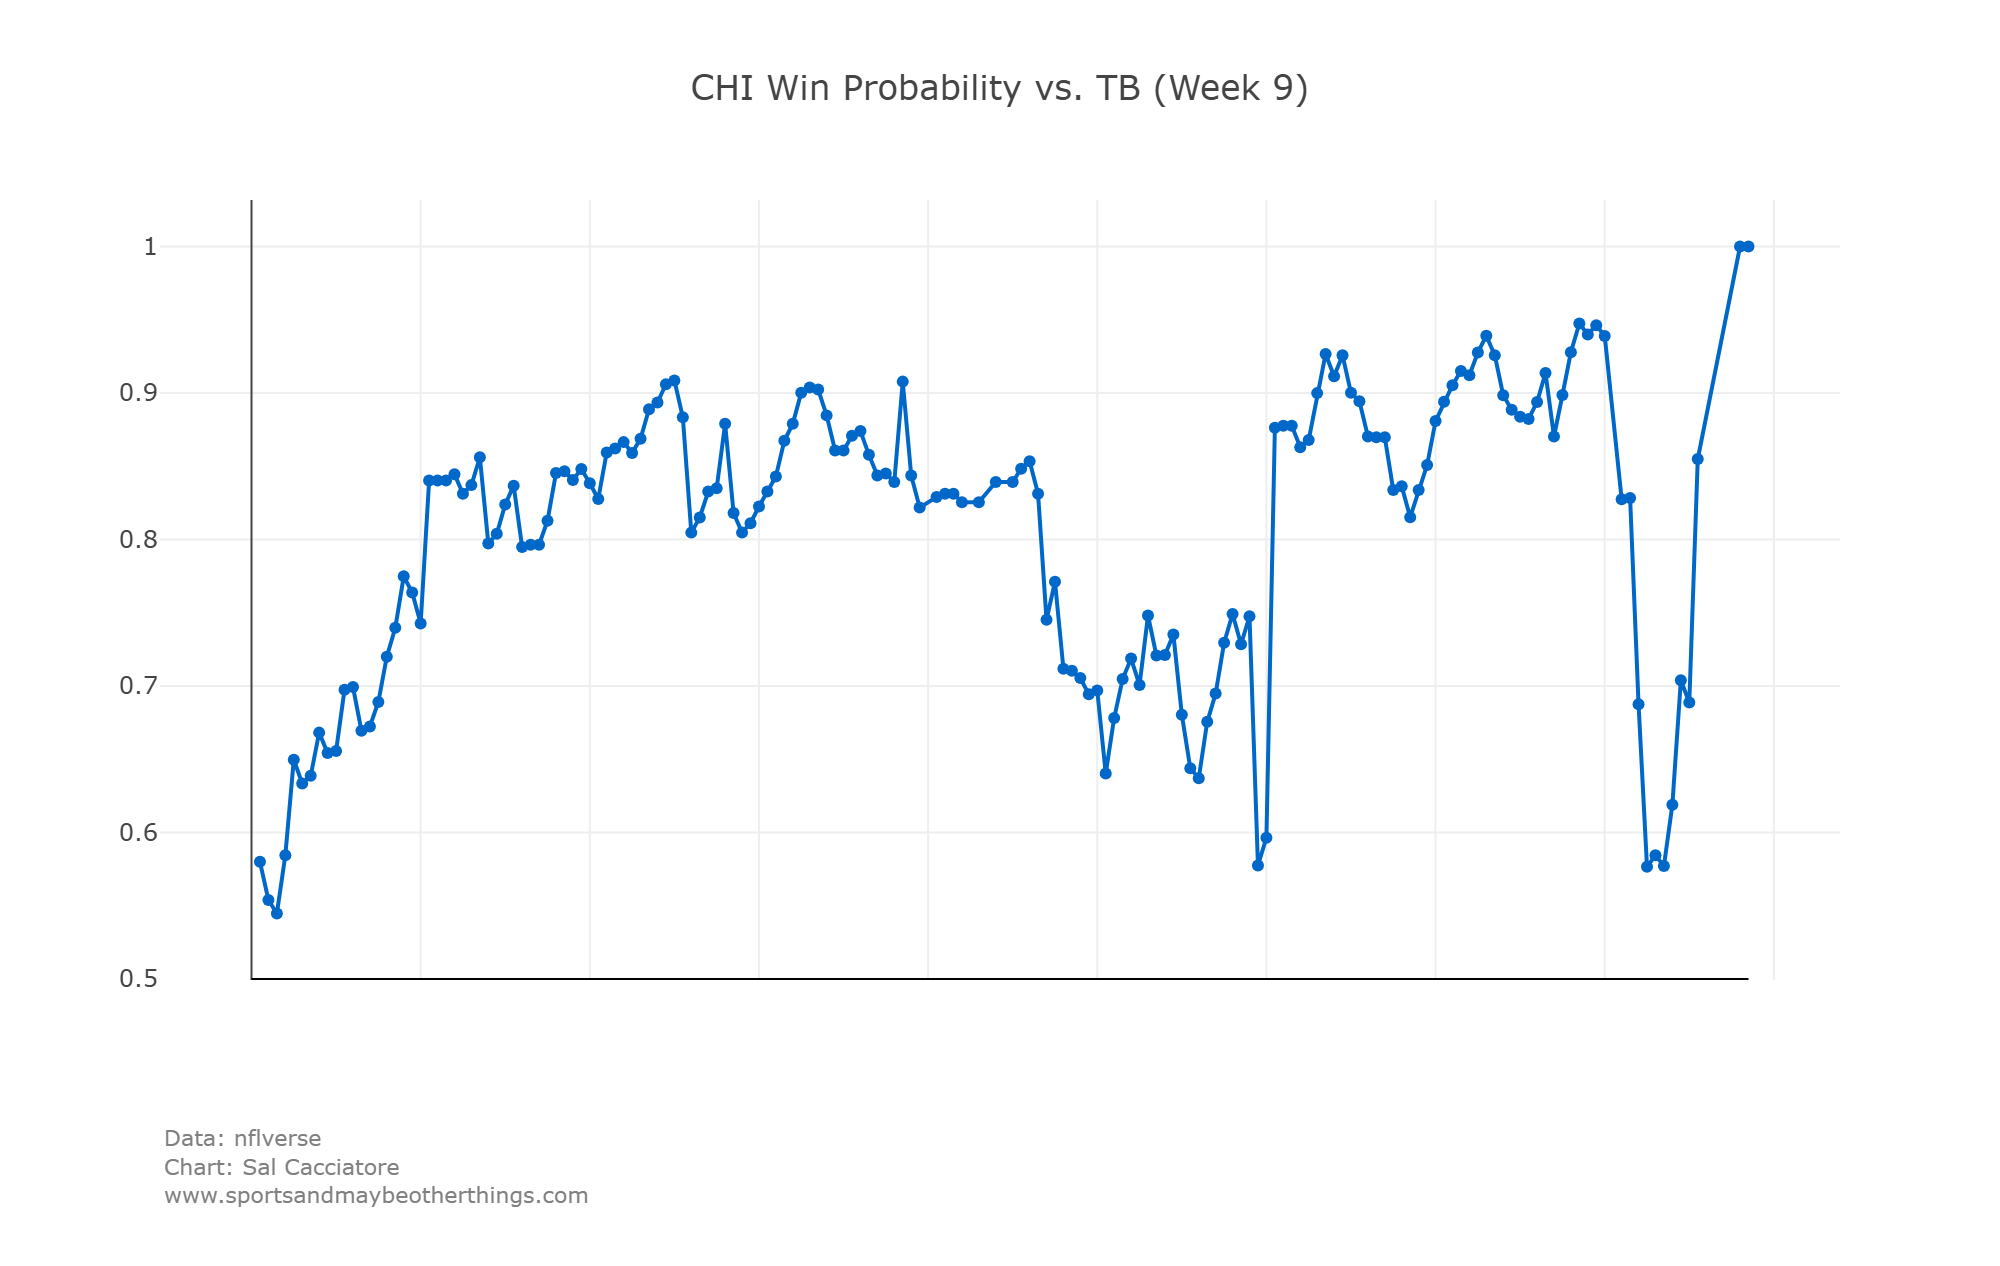 CHI Win Probability vs. TB (Week 9)
1
0.9
0.8
0.7
0.6
0.5
Data: nflverse
Chart: Sal Cacciatore
www.sportsandmaybeotherthings.com